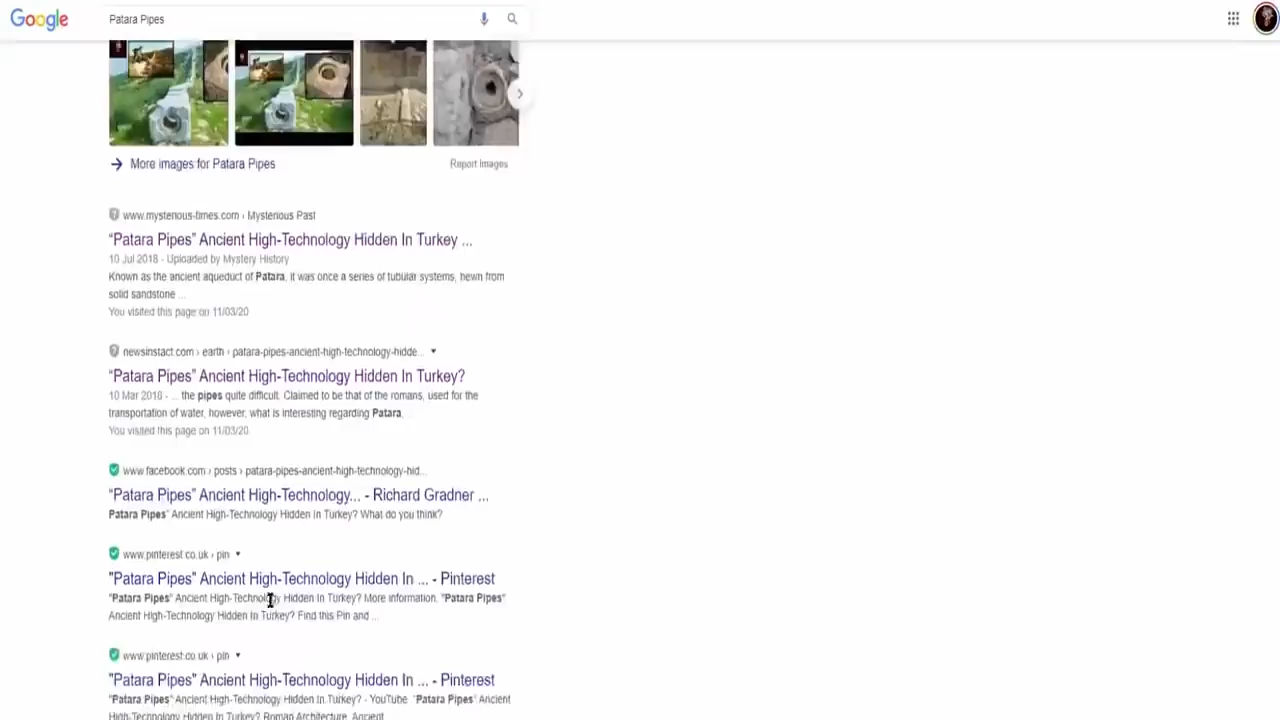 Google
Patara Pipes
More images for Patara Pipes
Report images
www.mysterious-times.com › Mysterious Past
“Patara Pipes” Ancient High-Technology Hidden In Turkey ...
10 Jul 2018 - Uploaded by Mystery History
Known as the ancient aqueduct of Patara, it was once a series of tubular systems, hewn from
solid sandstone ...
You visited this page on 11/03/20
newsinstact.com › earth › patara-pipes-ancient-high-technology-hidde...
“Patara Pipes” Ancient High-Technology Hidden In Turkey?
10 Mar 2018 - ... the pipes quite difficult. Claimed to be that of the romans, used for the
transportation of water, however, what is interesting regarding Patara,
You visited this page on 11/03/20
www.facebook.com › posts › patara-pipes-ancient-high-technology-hid...
“Patara Pipes” Ancient High-Technology... - Richard Gradner ...
Patara Pipes" Ancient High-Technology Hidden In Turkey? What do you think?
www.pinterest.co.uk › pin
"Patara Pipes" Ancient High-Technology Hidden In ... - Pinterest
"Patara Pipes" Ancient High-Technology Hidden In Turkey? More information. "Patara Pipes"
Ancient High-Technology Hidden In Turkey? Find this Pin and ...
www.pinterest.co.uk › pin
"Patara Pipes" Ancient High-Technology Hidden In ... - Pinterest
"Patara Pipes" Ancient High-Technology Hidden In Turkey? - YouTube "Patara Pipes" Ancient
High-Technology Hidden In Turkey? Roman Architecture, Ancient